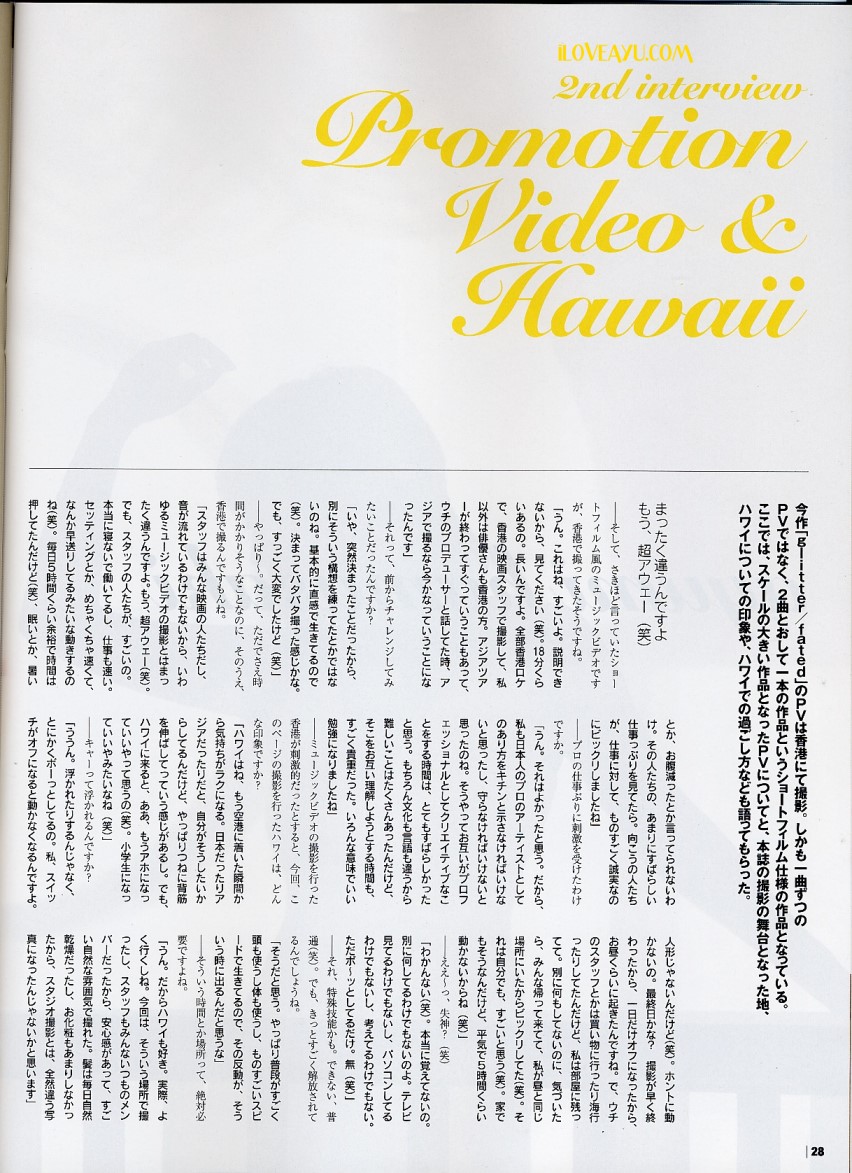 iLOVEAYU.COM
2nd interview
Promotion
Video &
Hawaii
今作「glitter/fated」のPVは香港にて撮影。しかも一曲ずつの
PVではなく、2曲とおして一本の作品というショートフィルム仕様の作品となっている。
ここでは、スケールの大きい作品となったPVについてと、本誌の撮影の舞台となった地、
ハワイについての印象や、ハワイでの過ごし方なども語ってもらった。
まったく違うんですよ
もう、超アウェー(笑)
――そして、さきほど言っていたショー
トフィルム風のミュージックビデオです
が、香港で撮ってきたそうですね。
「うん。これはね、すごいよ。説明でき
ないから、見てください(笑)。18分くら
いあるの。長いんですよ。全部香港ロケ
で、香港の映画スタッフで撮影して、私
以外は俳優さんも香港の方。アジアツア
ーが終わってすぐっていうこともあって、
ウチのプロデューサーと話してた時、ア
ジアで撮るなら今かなっていうことにな
ったんです」
――それって、前からチャレンジしてみ
たいことだったんですか?
「いや、突然決まったことだったから、
別にそういう構想を練ってたとかではな
いのね。基本的に直感で生きてるので
(笑)。決まってバタバタ撮った感じかな。
でも、すっごく大変でしたけど(笑)」
――やっぱり〜。だって、ただでさえ時
間がかかりそうなことなのに、そのうえ、
香港で撮るんですもんね。
「スタッフはみんな映画の人たちだし、
音が流れているわけでもないから、いわ
ゆるミュージックビデオの撮影とはまっ
たく違うんですよ。もう、超アウェー(笑)。
でも、スタッフの人たちが、すごいの。
本当に寝ないで働いてるし、仕事も速い。
セッティングとか、めちゃくちゃ速くて、
なんか早送りしてるみたいな動きするの
ね(笑)。毎日5時間くらい余裕で時間は
押してたんだけど(笑)、眠いとか、暑い
とか、お腹減ったとか言ってられないわ
け。その人たちの、あまりにすばらしい
仕事っぷりを見てたら。向こうの人たち
が、仕事に対して、ものすごく誠実なの
にビックリしましたね」
――プロの仕事ぶりに刺激を受けたわけ
ですか。
「うん。それはよかったと思う。だから、
私も日本人のプロのアーティストとして
のあり方をキチンと示さなければいけな
いと思ったし、守らなければいけないと
思ったのね。そうやってお互いがプロフ
ェッショナルとしてクリエイティブなこ
とをする時間は、とてもすばらしかった
と思う。もちろん文化も言語も違うから
難しいことはたくさんあったんだけど、
そこをお互い理解しようとする時間も、
すごく貴重だった。いろんな意味でいい
勉強になりましたね」
――ミュージックビデオの撮影を行った
香港が刺激的だったとすると、今回、こ
のページの撮影を行ったハワイは、どん
な印象ですか?
「ハワイはね、もう空港に着いた瞬間か
ら気持ちがラクになる。日本だったりア
ジアだったりだと、自分がそうしたいか
らしてるんだけど、やっぱりつねに背筋
を伸ばしてっていう感じがあるし。でも、
ハワイに来ると、ああ、もうアホになっ
ていいやって思うの(笑)。小学生になっ
ていいやみたいなね(笑)」
――キャーって浮かれるんですか?
「ううん。浮かれたりするんじゃなく、
とにかくボーっとしてるの。私、スイッ
チがオフになると動かなくなるんですよ。
人形じゃないんだけど(笑)。ホントに動
かないの。最終日かな? 撮影が早く終
わったから、一日だけオフになったから、
お昼くらいに起きたんですね。で、ウチ
のスタッフとかは買い物に行ったり海行
ったりしてたんだけど、私は部屋に残っ
てて。別に何もしてないのに、気づいた
ら、みんな帰って来てて、私が昼と同じ
場所にいたからビックリしてた(笑)。そ
れは自分でも、すごいと思う(笑)。家で
もそうなんだけど、平気で5時間くらい
動かないからね(笑)」
――ええ〜っ、失神?(笑)
「わかんない(笑)。本当に覚えてないの。
別に何してるわけでもないのよ。テレビ
見てるわけでもないし、パソコンしてる
わけでもないし、考えてるわけでもない。
ただボ〜ッとしてるだけ。無(笑)」
――それ、特殊技能かも。できない、普
通(笑)。でも、きっとすごく解放されて
るんでしょうね。
「そうだと思う。やっぱり普段がすごく
頭も使うし体も使うし、ものすごいスピ
ードで生きてるので、その反動が、そう
いう時に出るんだと思うな」
――そういう時間とか場所って、絶対必
要ですよね。
「うん。だからハワイも好き。実際、よ
く行くしね。今回は、そういう場所で撮
ったし、スタッフもみんないつものメン
バーだったから、安心感があって、すご
い自然な雰囲気で撮れた。髪は毎日自然
乾燥だったし、お化粧もあまりしなかっ
たから、スタジオ撮影とは、全然違う写
真になったんじゃないかと思います」
28